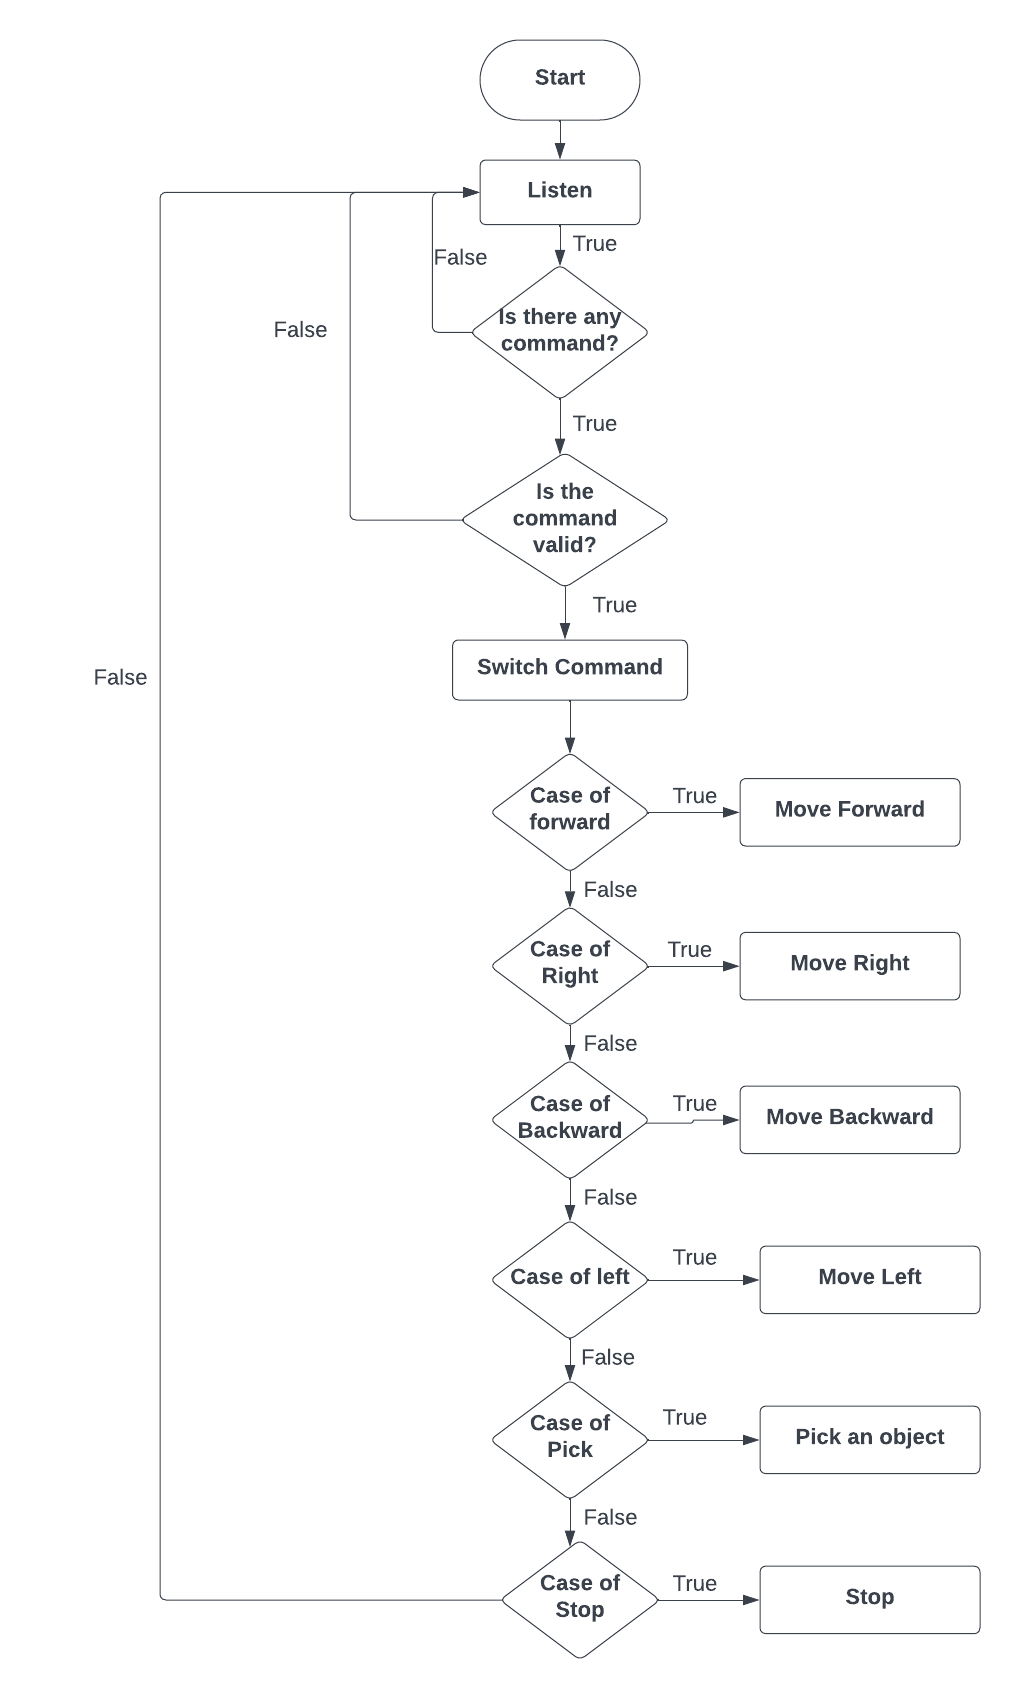 Start
Listen
True
False
Is there any
command?
False
True
Is the
command
valid?
True
Switch Command
False
Case of
forward
True
Move Forward
False
Case of
Right
True
Move Right
False
Case of
Backward
True
Move Backward
False
Case of left
True
Move Left
False
Case of
Pick
True
Pick an object
False
Case of
Stop
True
Stop